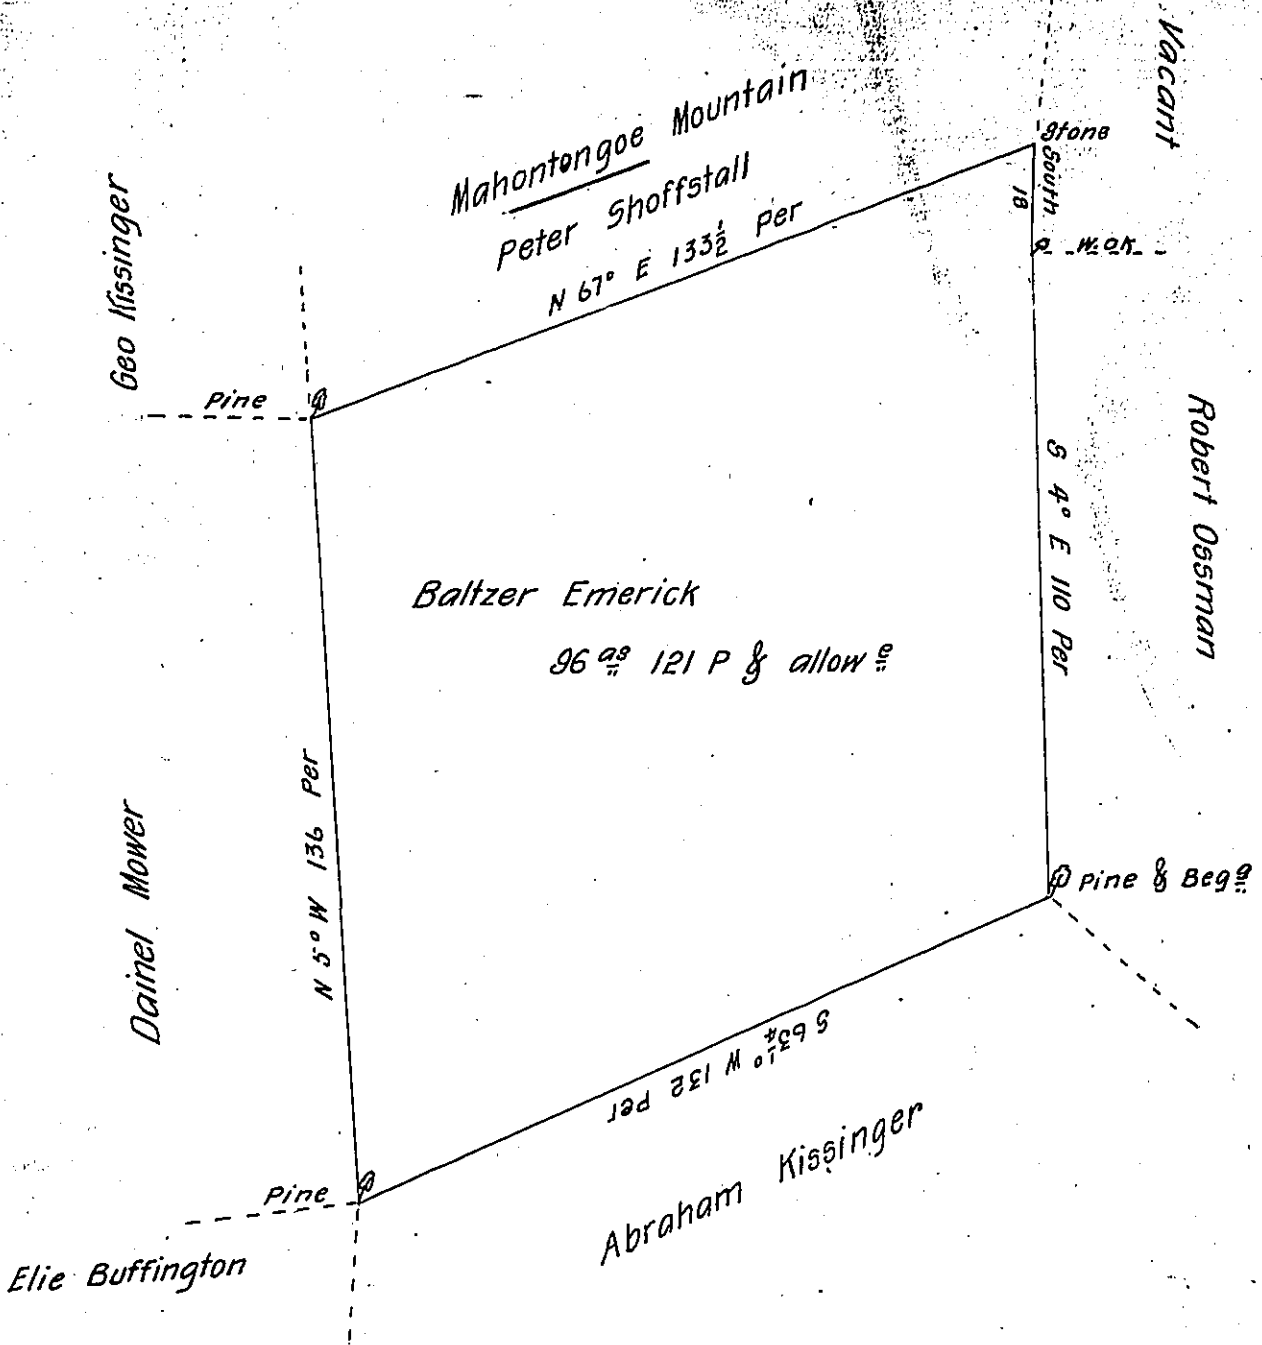 Vacant
Mahontongoe Mountain
Peter Shoffstall
N 67° E 133½ Per
Stone
South
18
W.OK
Geo Kissinger
Pine
Robert Ossman
S 4° E 110 Per
Baltzer Emerick
96 as 121 P & allow e
N 5° W 136 Per
Dainel Mower
Pine & Beg g
S 63¼° W 132 Per
Abraham Kissinger
Pine
Elie Buffington